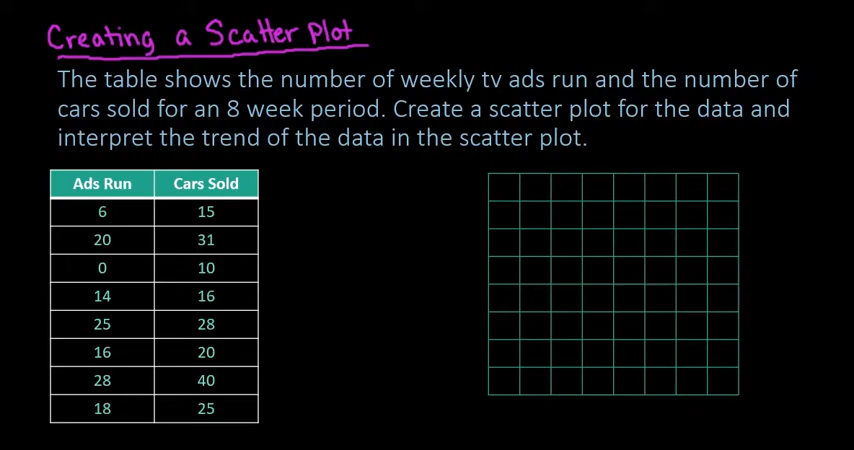 Creating a Scatter Plot
The table shows the number of weekly tv ads run and the number of
cars sold for an 8 week period. Create a scatter plot for the data and
interpret the trend of the data in the scatter plot.
Ads Run Cars Sold
6 15
20 31
0 10
14 16
25 28
16 20
28 40
18 25